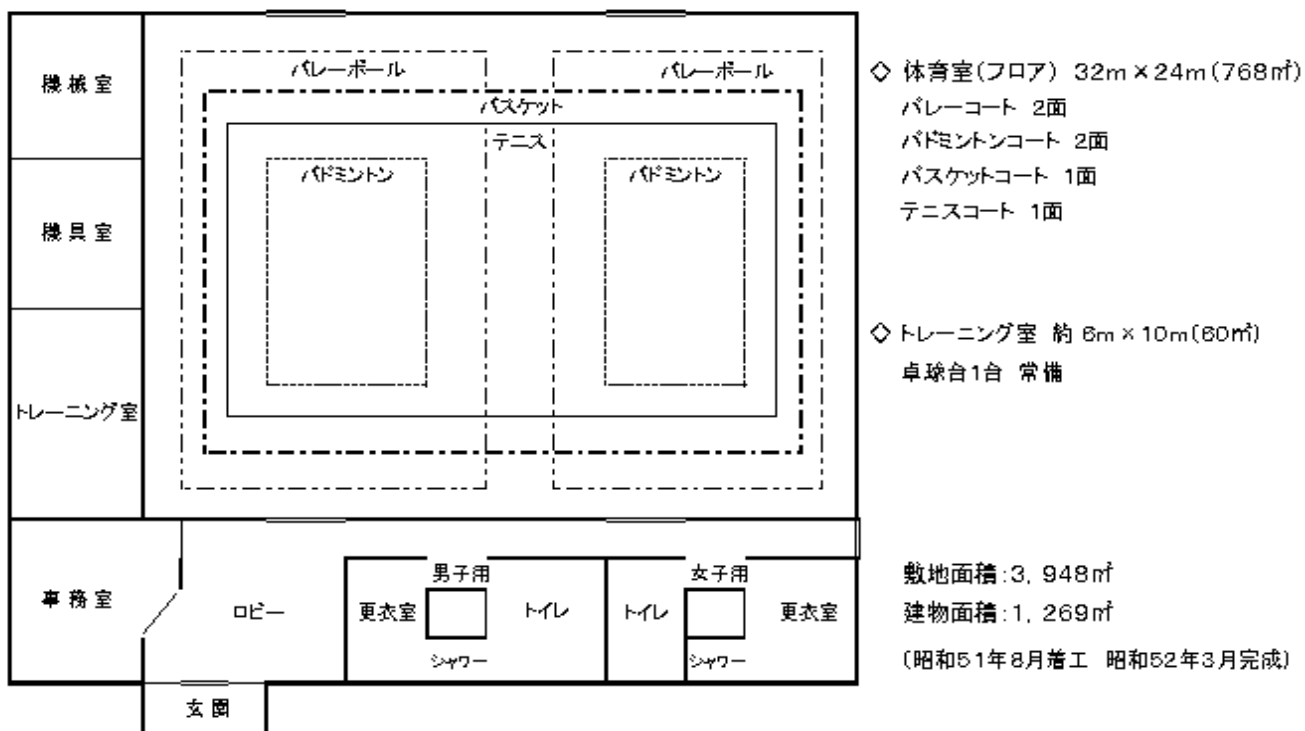 機械室
バレーボール
バレーボール
バスケット
テニス
バドミントン
バドミントン
機具室
トレーニング室
事務室
ロビー
男子用
更衣室
トイレ
シャワー
女子用
トイレ
更衣室
シャワー
玄関
◇ 体育室(フロア) 32m×24m(768㎡)
バレーコート 2面
バドミントンコート 2面
バスケットコート 1面
テニスコート 1面
◇ トレーニング室 約 6m×10m(60㎡)
卓球台1台 常備
敷地面積:3, 948㎡
建物面積:1, 269㎡
(昭和51年8月着工 昭和52年3月完成)